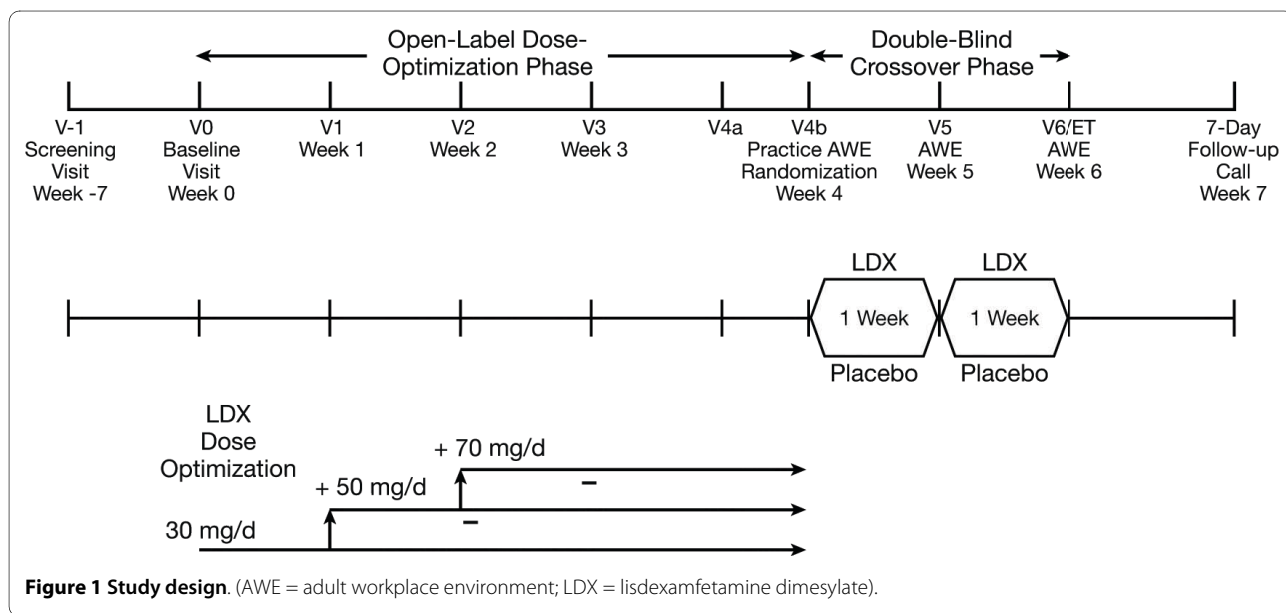 Open-Label Dose-
Optimization Phase
Double-Blind
Crossover Phase
V-1
Screening
Visit
Week -7
V0
Baseline
Visit
Week 0
V1
Week 1
V2
Week 2
V3
Week 3
V4a
V4b
Practice AWE
Randomization
Week 4
V5
AWE
Week 5
V6/ET
AWE
Week 6
7-Day
Follow-up
Call
Week 7
LDX
1 Week
Placebo
LDX
1 Week
Placebo
LDX
Dose
Optimization
+ 70 mg/d
–
+ 50 mg/d
–
30 mg/d
Figure 1 Study design. (AWE = adult workplace environment; LDX = lisdexamfetamine dimesylate).